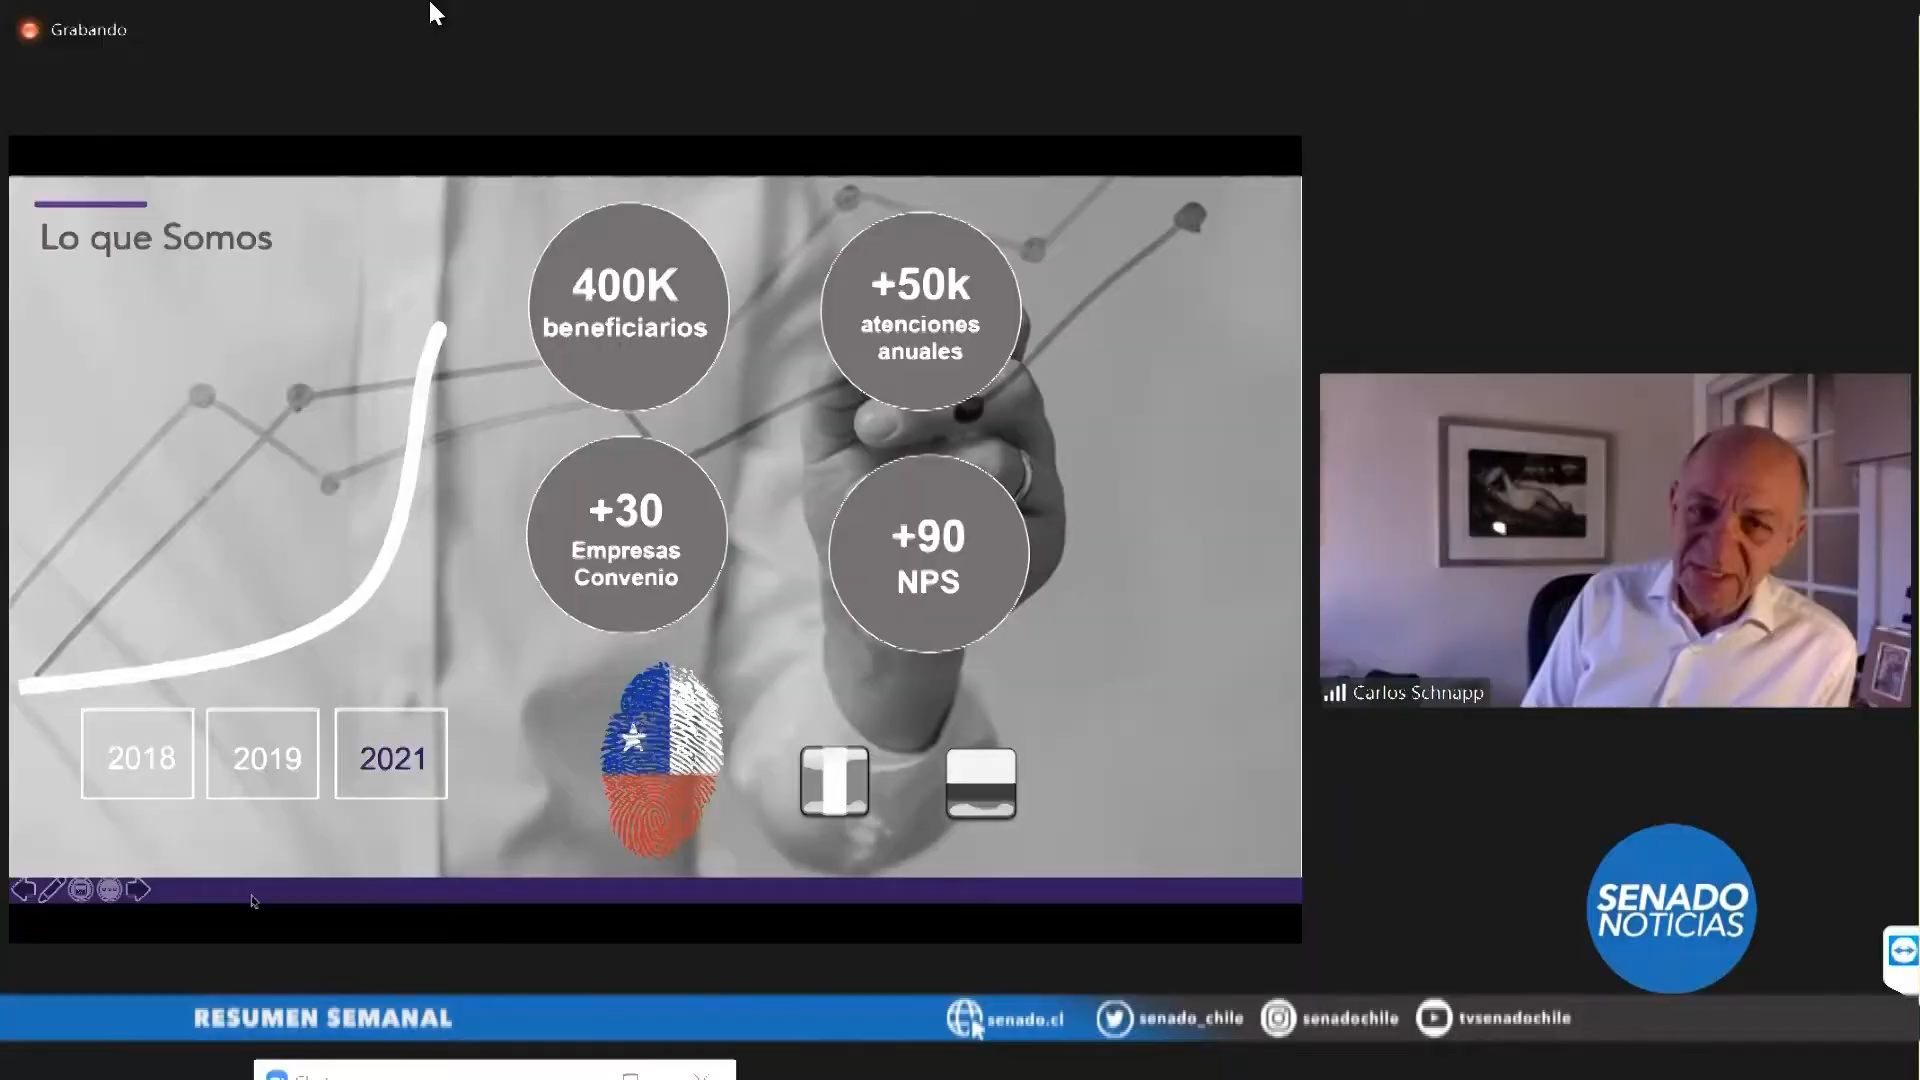 Grabando
Lo que Somos
400K
beneficiarios
+50k
atenciones
anuales
+30
Empresas
Convenio
+90
NPS
2018
2019
2021
Carlos Schnapp
SENADO
NOTICIAS
RESUMEN SEMANAL
senado.cl
senado_chile
senadochile
tvsenadochile